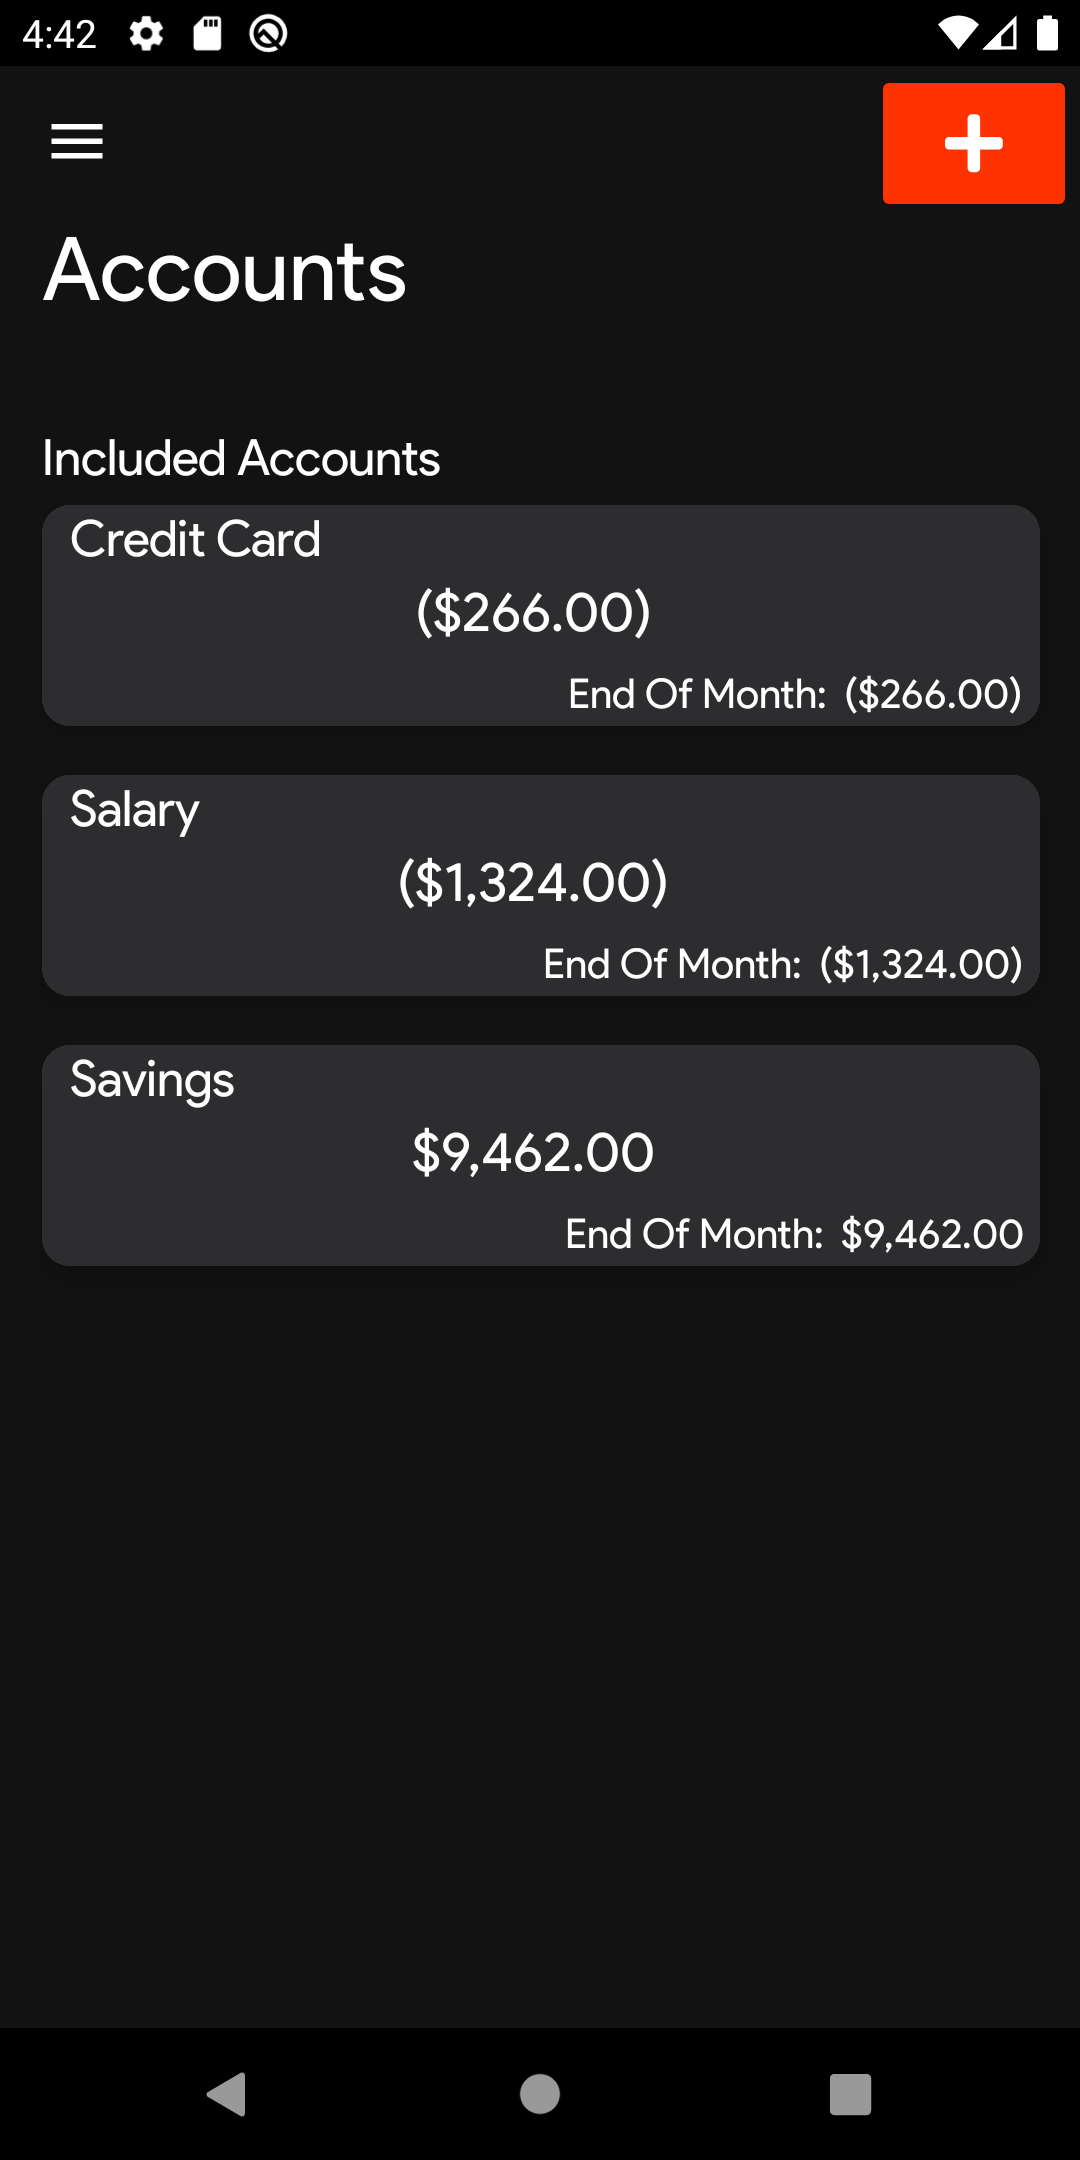 4:42
Accounts
Included Accounts
Credit Card
($266.00)
End Of Month: ($266.00)
Salary
($1,324.00)
End Of Month: ($1,324.00)
Savings
$9,462.00
End Of Month: $9,462.00